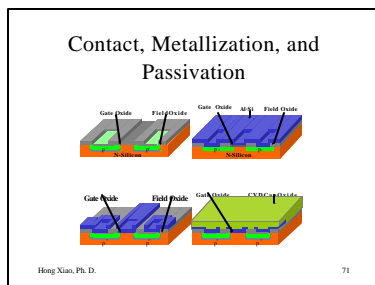 Contact, Metallization, and
Passivation
Gate Oxide Field Oxide
N-Silicon
Gate Oxide Al·Si Field Oxide
N-Silicon
Gate Oxide Field Oxide
Gate Oxide CVD Cap Oxide
Hong Xiao, Ph. D. 71